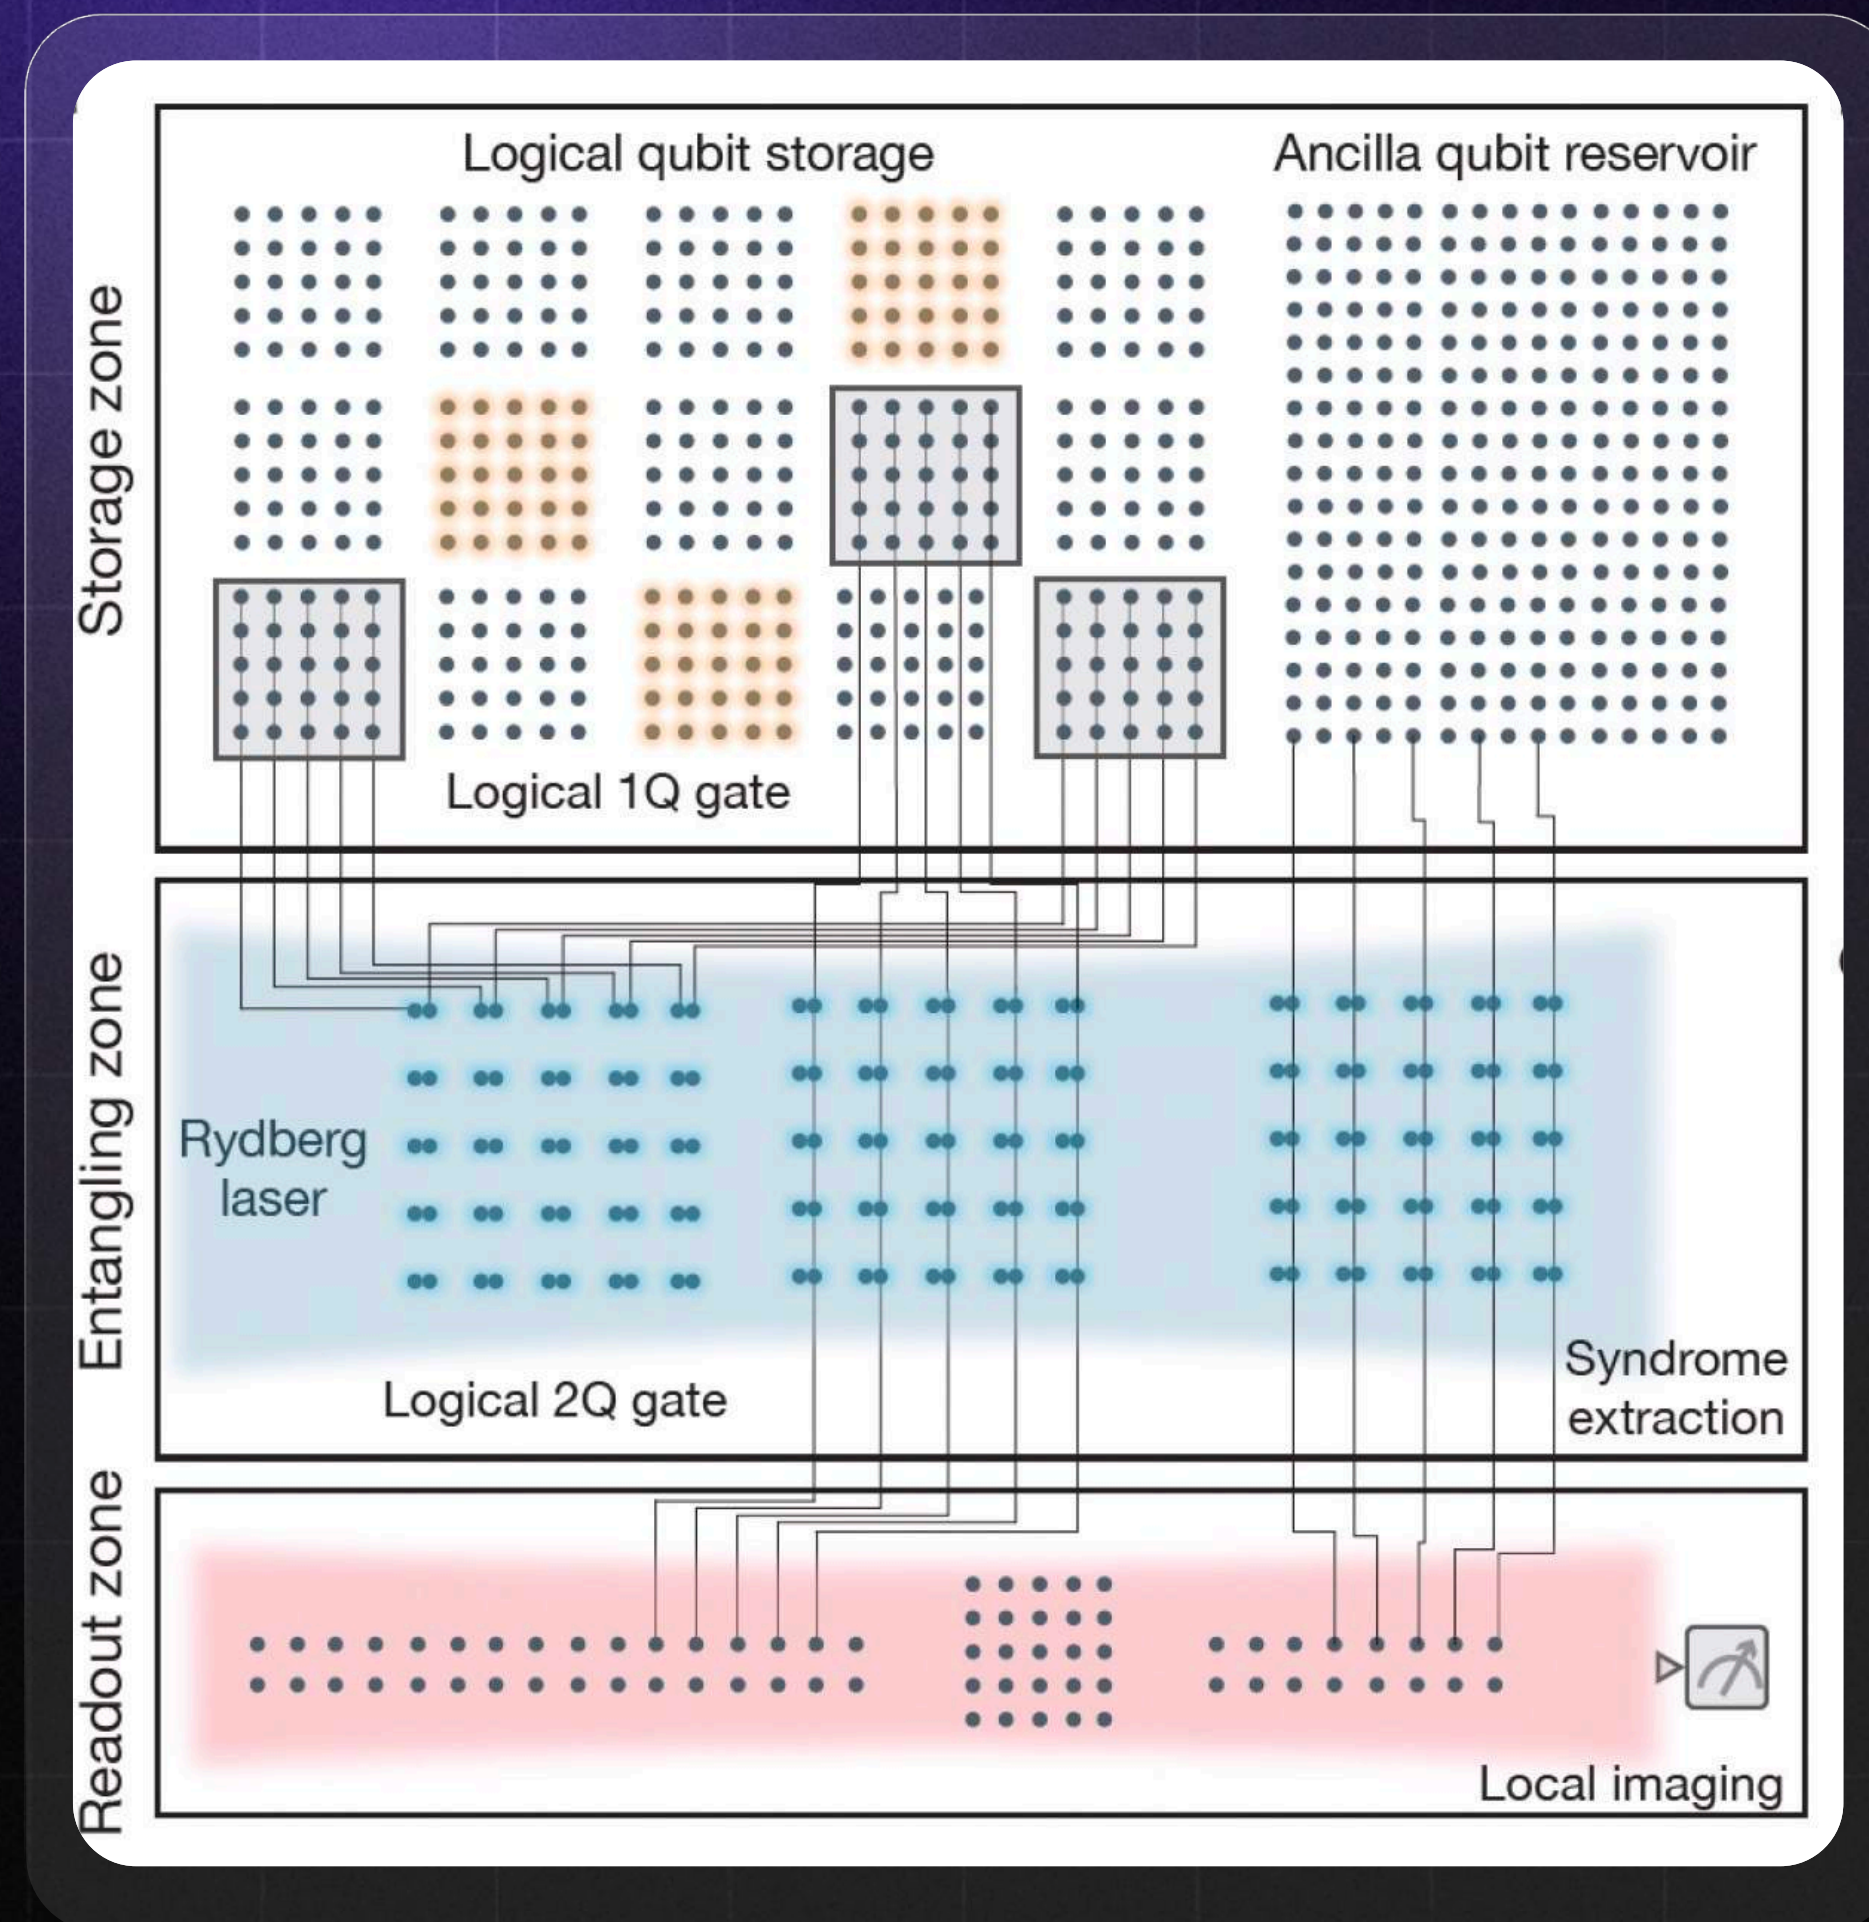 Logical qubit storage
Ancilla qubit reservoir
Storage zone
Logical 1Q gate
Entangling zone
Rydberg
laser
Logical 2Q gate
Syndrome
extraction
Readout zone
Local imaging